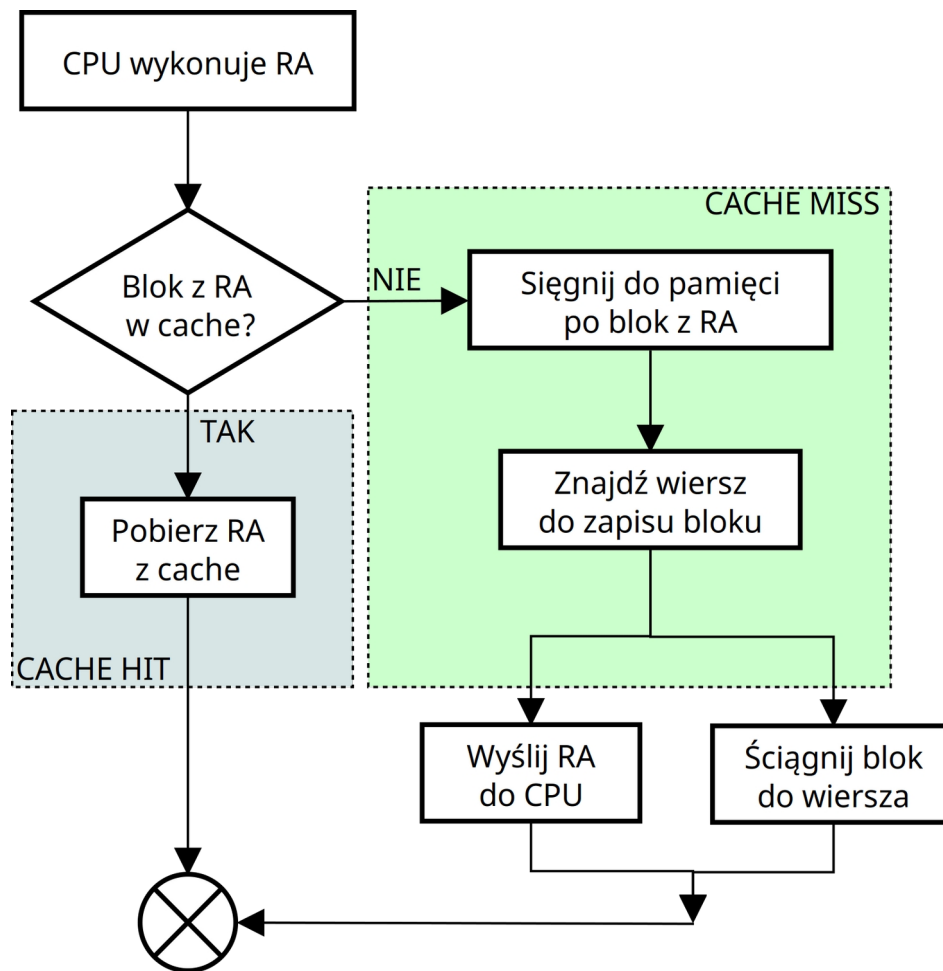 CPU wykonuje RA
CACHE MISS
Blok z RA
w cache?
NIE
Sięgnij do pamięci
po blok z RA
TAK
Znajdź wiersz
do zapisu bloku
Pobierz RA
z cache
CACHE HIT
Wyślij RA
do CPU
Ściągnij blok
do wiersza